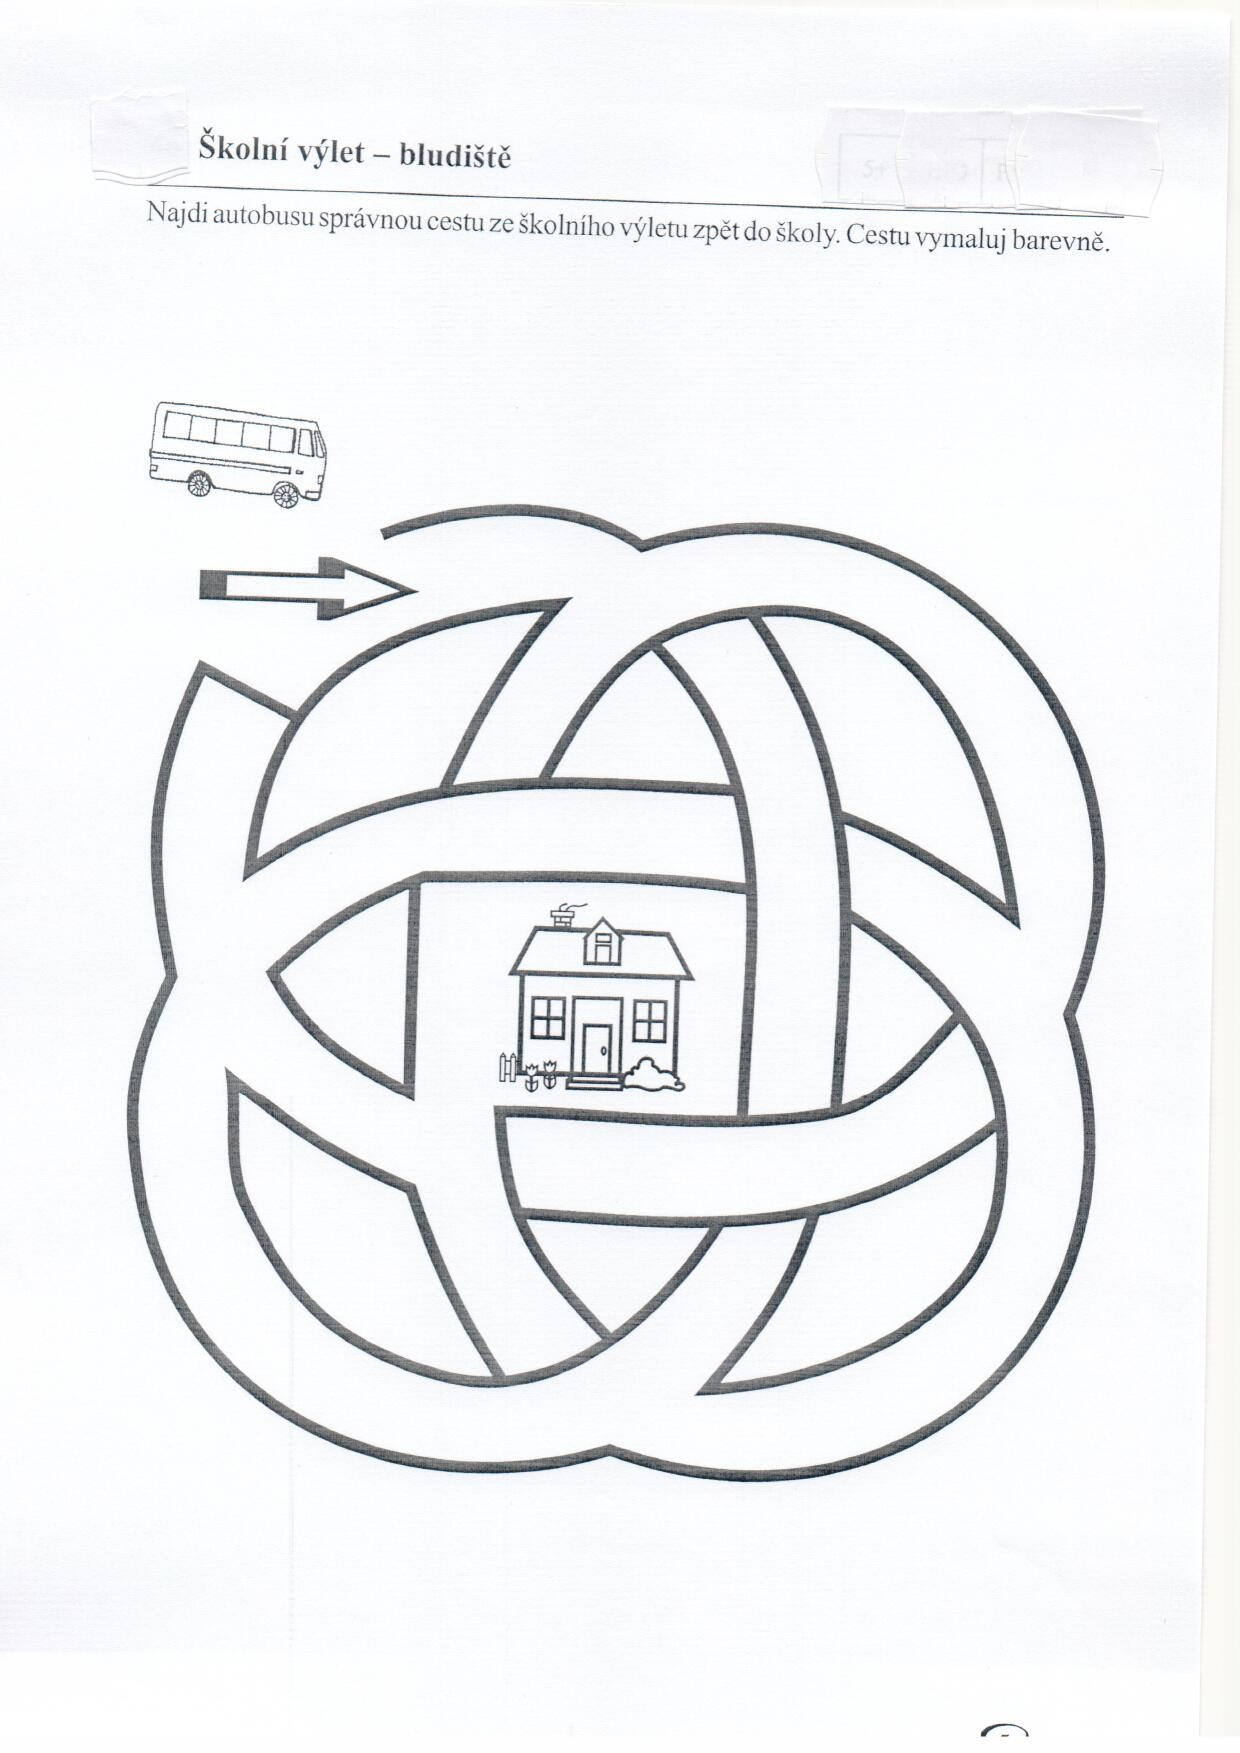 Školní výlet – bludiště
Najdi autobusu správnou cestu ze školního výletu zpět do školy. Cestu vymaluj barevně.